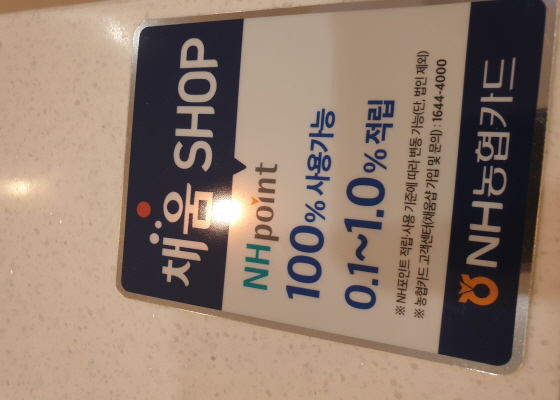 채움 SHOP
NHpoint
100% 사용가능
0.1~1.0% 적립
※ NH포인트 적립·사용 기준에 따라 변동 가능(단, 법인 제외)
※ 농협카드 고객센터(채움샵 가입 및 문의) : 1644-4000
NH농협카드